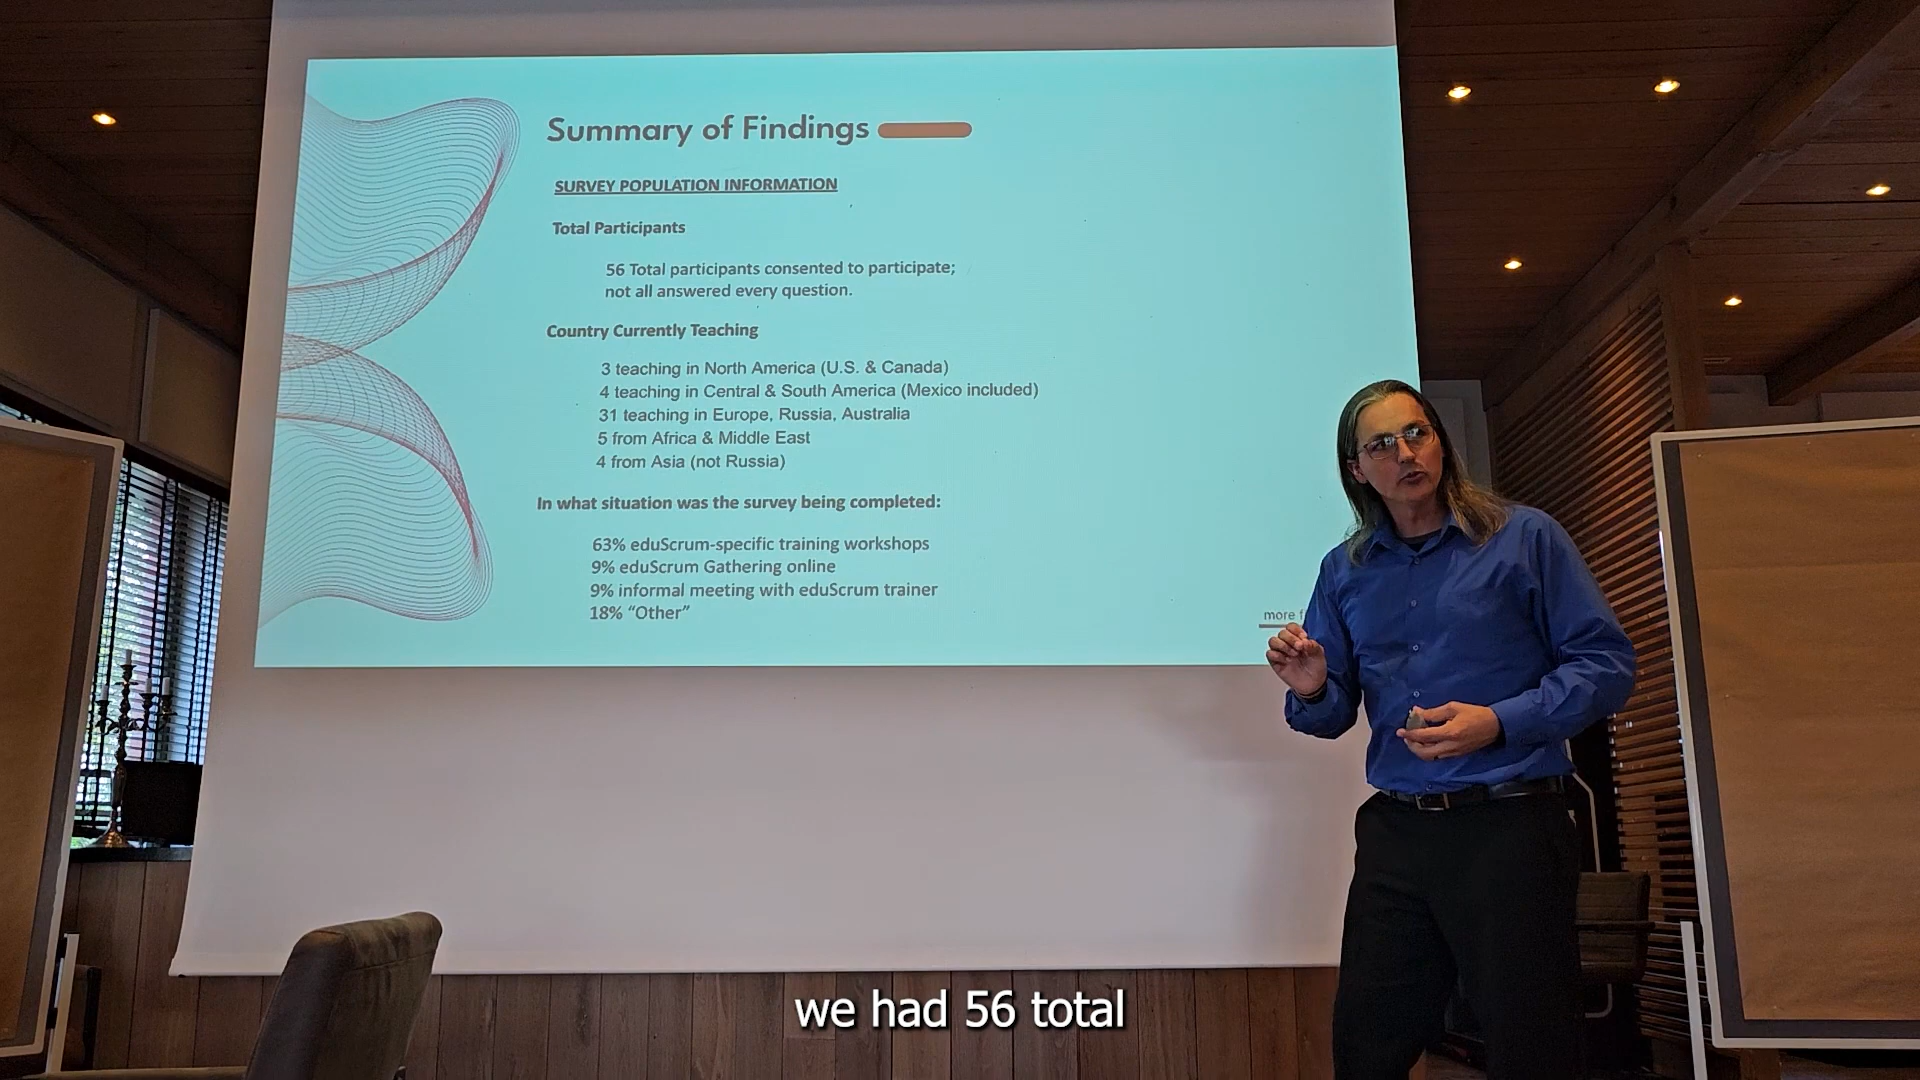 Summary of Findings
SURVEY POPULATION INFORMATION
Total Participants
56 Total participants consented to participate;
not all answered every question.
Country Currently Teaching
3 teaching in North America (U.S. & Canada)
4 teaching in Central & South America (Mexico included)
31 teaching in Europe, Russia, Australia
5 from Africa & Middle East
4 from Asia (not Russia)
In what situation was the survey being completed:
63% eduScrum-specific training workshops
9% eduScrum Gathering online
9% informal meeting with eduScrum trainer
18% “Other”
more
we had 56 total